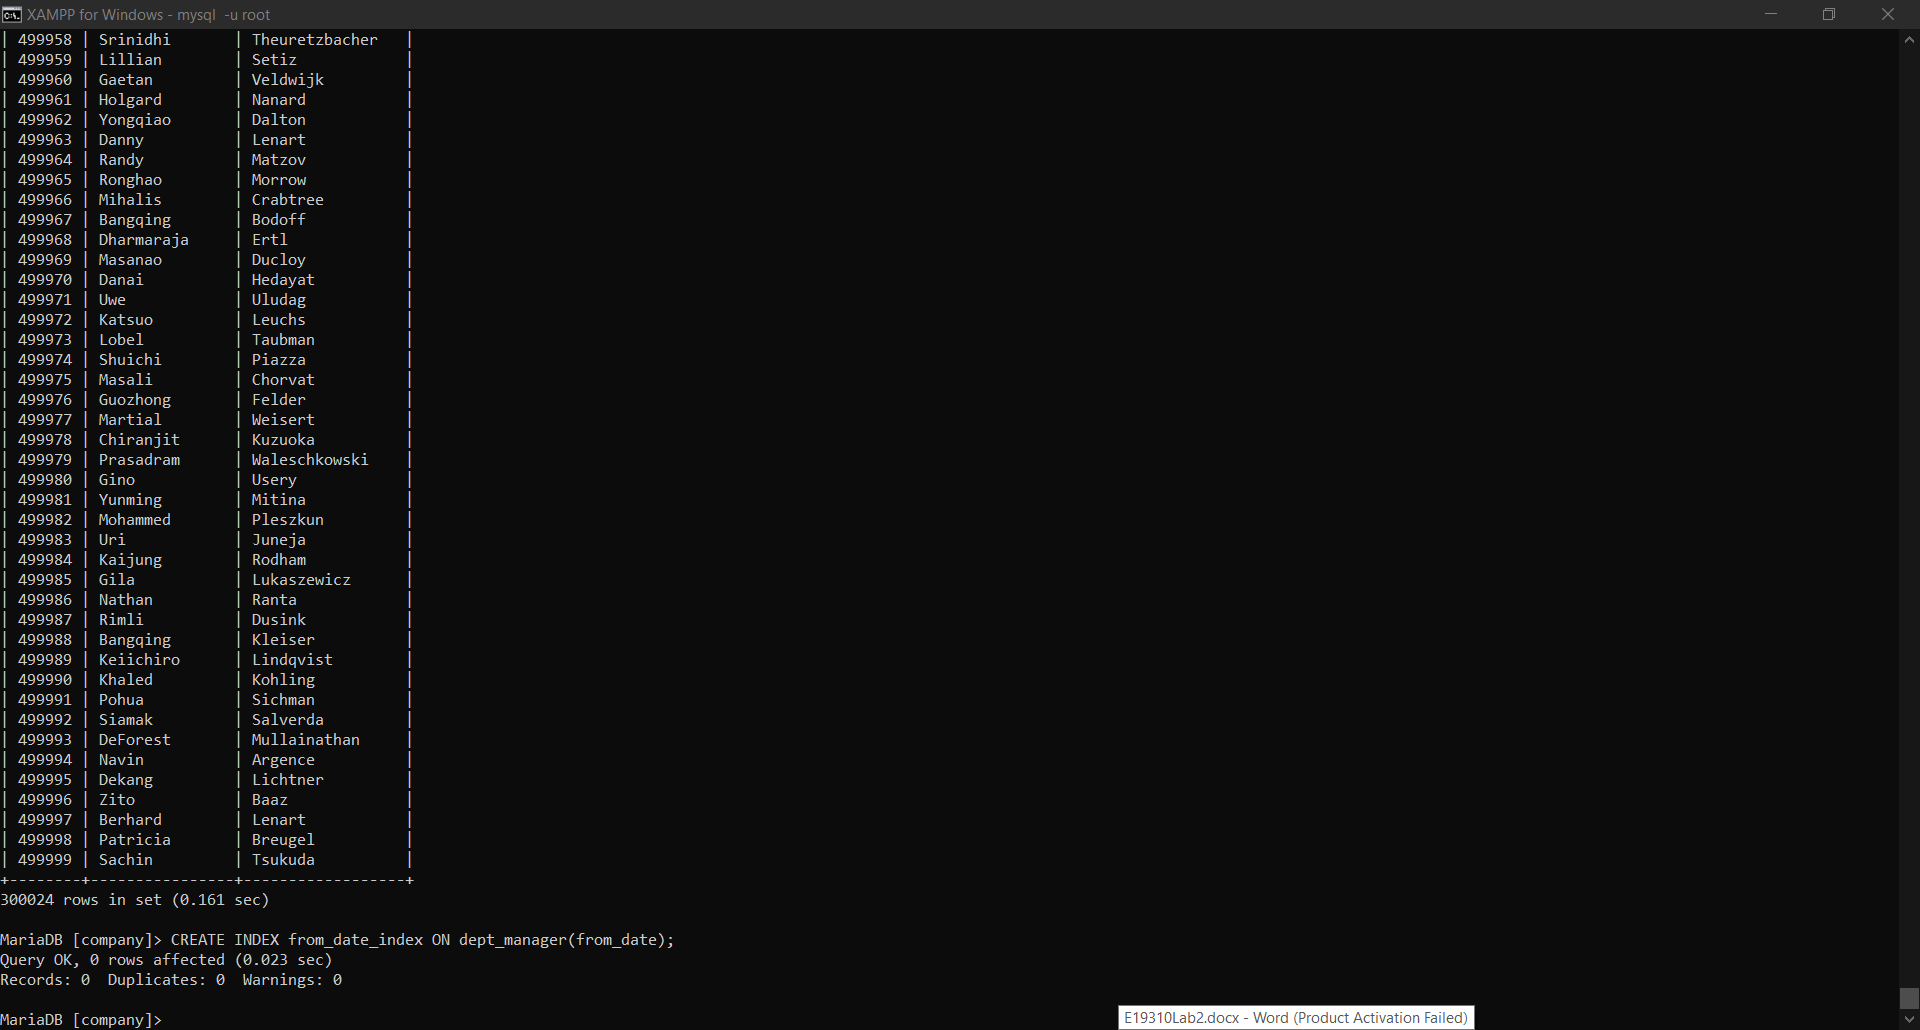 XAMPP for Windows - mysql  -u root
| 499958 | Srinidhi       | Theuretzbacher   |
| 499959 | Lillian        | Setiz            |
| 499960 | Gaetan         | Veldwijk         |
| 499961 | Holgard        | Nanard           |
| 499962 | Yongqiao       | Dalton           |
| 499963 | Danny          | Lenart           |
| 499964 | Randy          | Matzov           |
| 499965 | Ronghao        | Morrow           |
| 499966 | Mihalis        | Crabtree         |
| 499967 | Bangqing       | Bodoff           |
| 499968 | Dharmaraja     | Ertl             |
| 499969 | Masanao        | Ducloy           |
| 499970 | Danai          | Hedayat          |
| 499971 | Uwe            | Uludag           |
| 499972 | Katsuo         | Leuchs           |
| 499973 | Lobel          | Taubman          |
| 499974 | Shuichi        | Piazza           |
| 499975 | Masali         | Chorvat          |
| 499976 | Guozhong       | Felder           |
| 499977 | Martial        | Weisert          |
| 499978 | Chiranjit      | Kuzuoka          |
| 499979 | Prasadram      | Waleschkowski    |
| 499980 | Gino           | Usery            |
| 499981 | Yunming        | Mitina           |
| 499982 | Mohammed       | Pleszkun         |
| 499983 | Uri            | Juneja           |
| 499984 | Kaijung        | Rodham           |
| 499985 | Gila           | Lukaszewicz      |
| 499986 | Nathan         | Ranta            |
| 499987 | Rimli          | Dusink           |
| 499988 | Bangqing       | Kleiser          |
| 499989 | Keiichiro      | Lindqvist        |
| 499990 | Khaled         | Kohling          |
| 499991 | Pohua          | Sichman          |
| 499992 | Siamak         | Salverda         |
| 499993 | DeForest       | Mullainathan     |
| 499994 | Navin          | Argence          |
| 499995 | Dekang         | Lichtner         |
| 499996 | Zito           | Baaz             |
| 499997 | Berhard        | Lenart           |
| 499998 | Patricia       | Breugel          |
| 499999 | Sachin         | Tsukuda          |
+--------+----------------+------------------+
300024 rows in set (0.161 sec)
MariaDB [company]> CREATE INDEX from_date_index ON dept_manager(from_date);
Query OK, 0 rows affected (0.023 sec)
Records: 0  Duplicates: 0  Warnings: 0
MariaDB [company]>
E19310Lab2.docx - Word (Product Activation Failed)